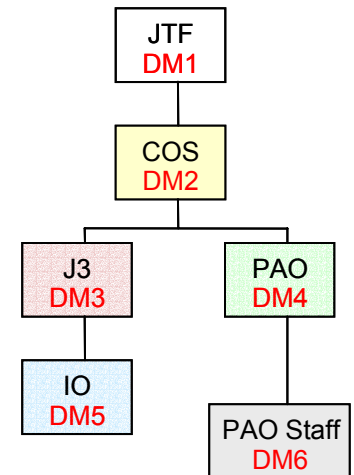 JTF
DM1
COS
DM2
J3
DM3
PAO
DM4
IO
DM5
PAO Staff
DM6